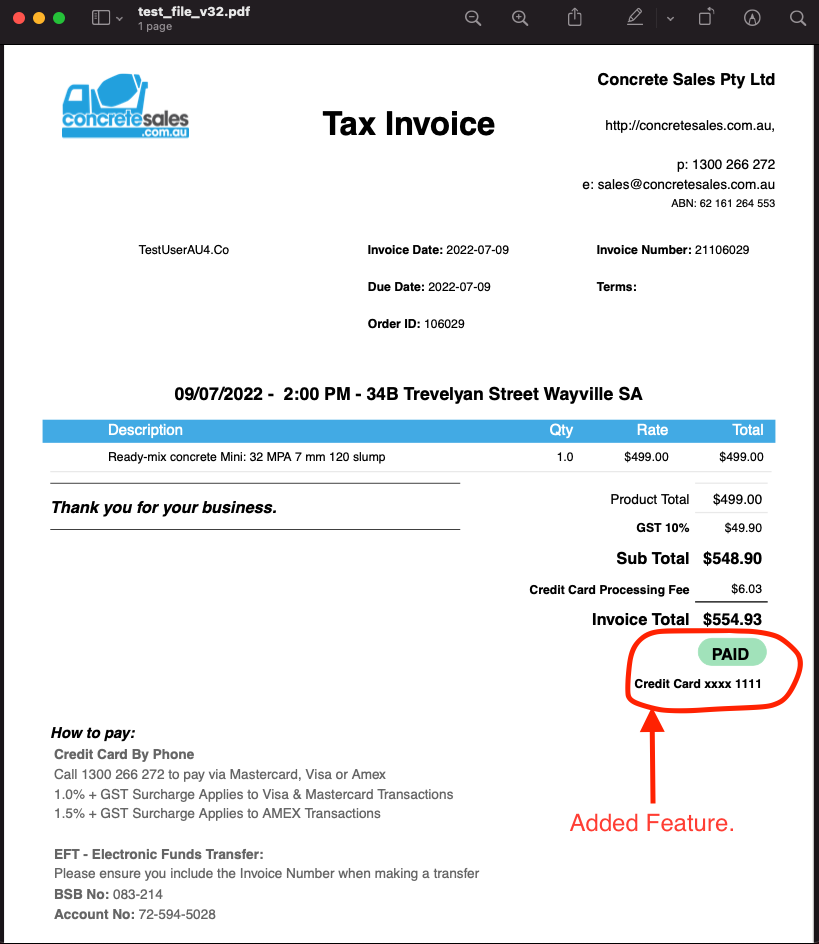 test_file_v32.pdf
1 page
concretesales
.com.au
Tax Invoice
Concrete Sales Pty Ltd
http://concretesales.com.au,
p: 1300 266 272
e: sales@concretesales.com.au
ABN: 62 161 264 553
TestUserAU4.Co
Invoice Date: 2022-07-09
Invoice Number: 21106029
Due Date: 2022-07-09
Terms:
Order ID: 106029
09/07/2022 - 2:00 PM - 34B Trevelyan Street Wayville SA
Description Qty Rate Total
Ready-mix concrete Mini: 32 MPA 7 mm 120 slump 1.0 $499.00 $499.00
Thank you for your business.
Product Total $499.00
GST 10% $49.90
Sub Total $548.90
Credit Card Processing Fee $6.03
Invoice Total $554.93
PAID
Credit Card xxxx 1111
Added Feature.
How to pay:
Credit Card By Phone
Call 1300 266 272 to pay via Mastercard, Visa or Amex
1.0% + GST Surcharge Applies to Visa & Mastercard Transactions
1.5% + GST Surcharge Applies to AMEX Transactions
EFT - Electronic Funds Transfer:
Please ensure you include the Invoice Number when making a transfer
BSB No: 083-214
Account No: 72-594-5028